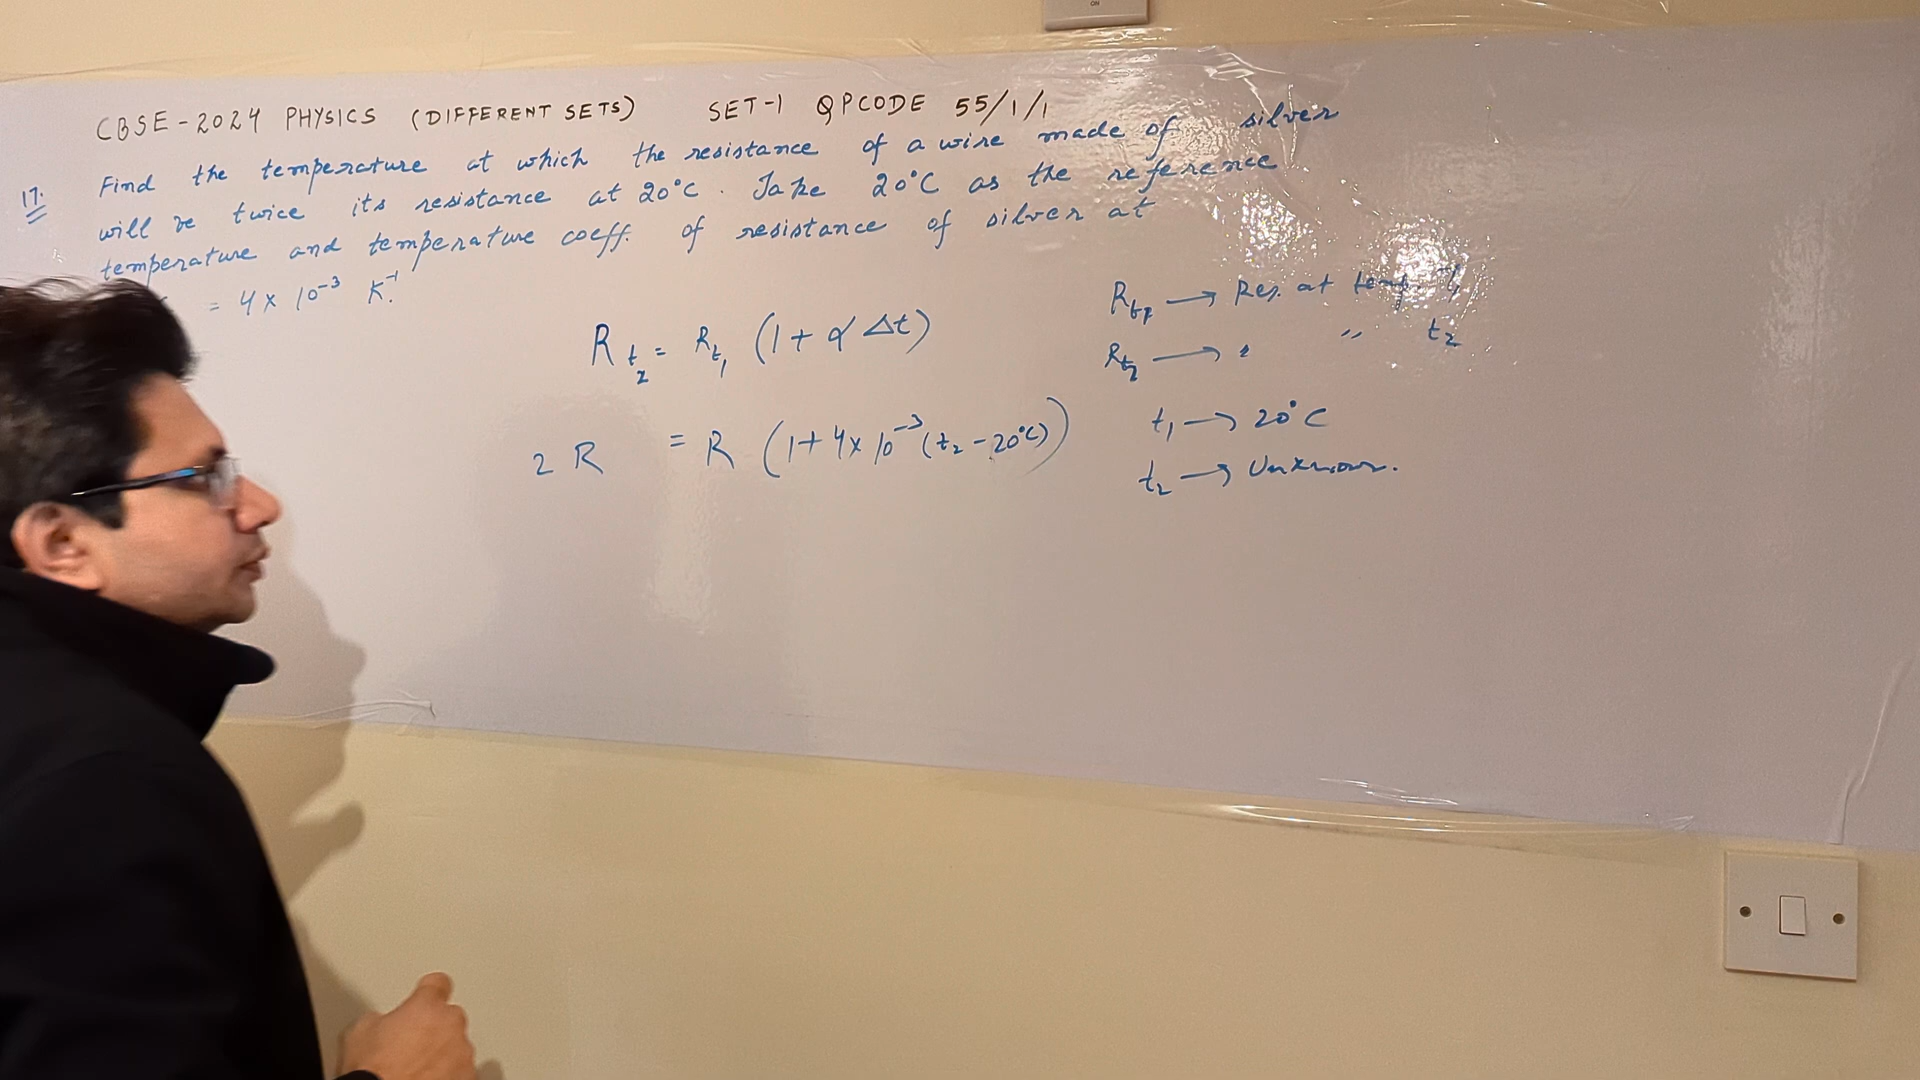 ON
CBSE-2024 PHYSICS (DIFFERENT SETS) SET-1 QPCODE 55/1/1
17. Find the temperature at which the resistance of a wire made of silver
will be twice its resistance at 20°C. Take 20°C as the reference
temperature and temperature coeff. of resistance of silver at
= 4 × 10⁻³ K⁻¹.
R_t₂ = R_t₁ (1 + α Δt)
2 R = R (1 + 4 × 10⁻³ (t₂ - 20°C))
R_t₁ → Res. at temp. t₁
R_t₂ → " " t₂
t₁ → 20°C
t₂ → Unknown.